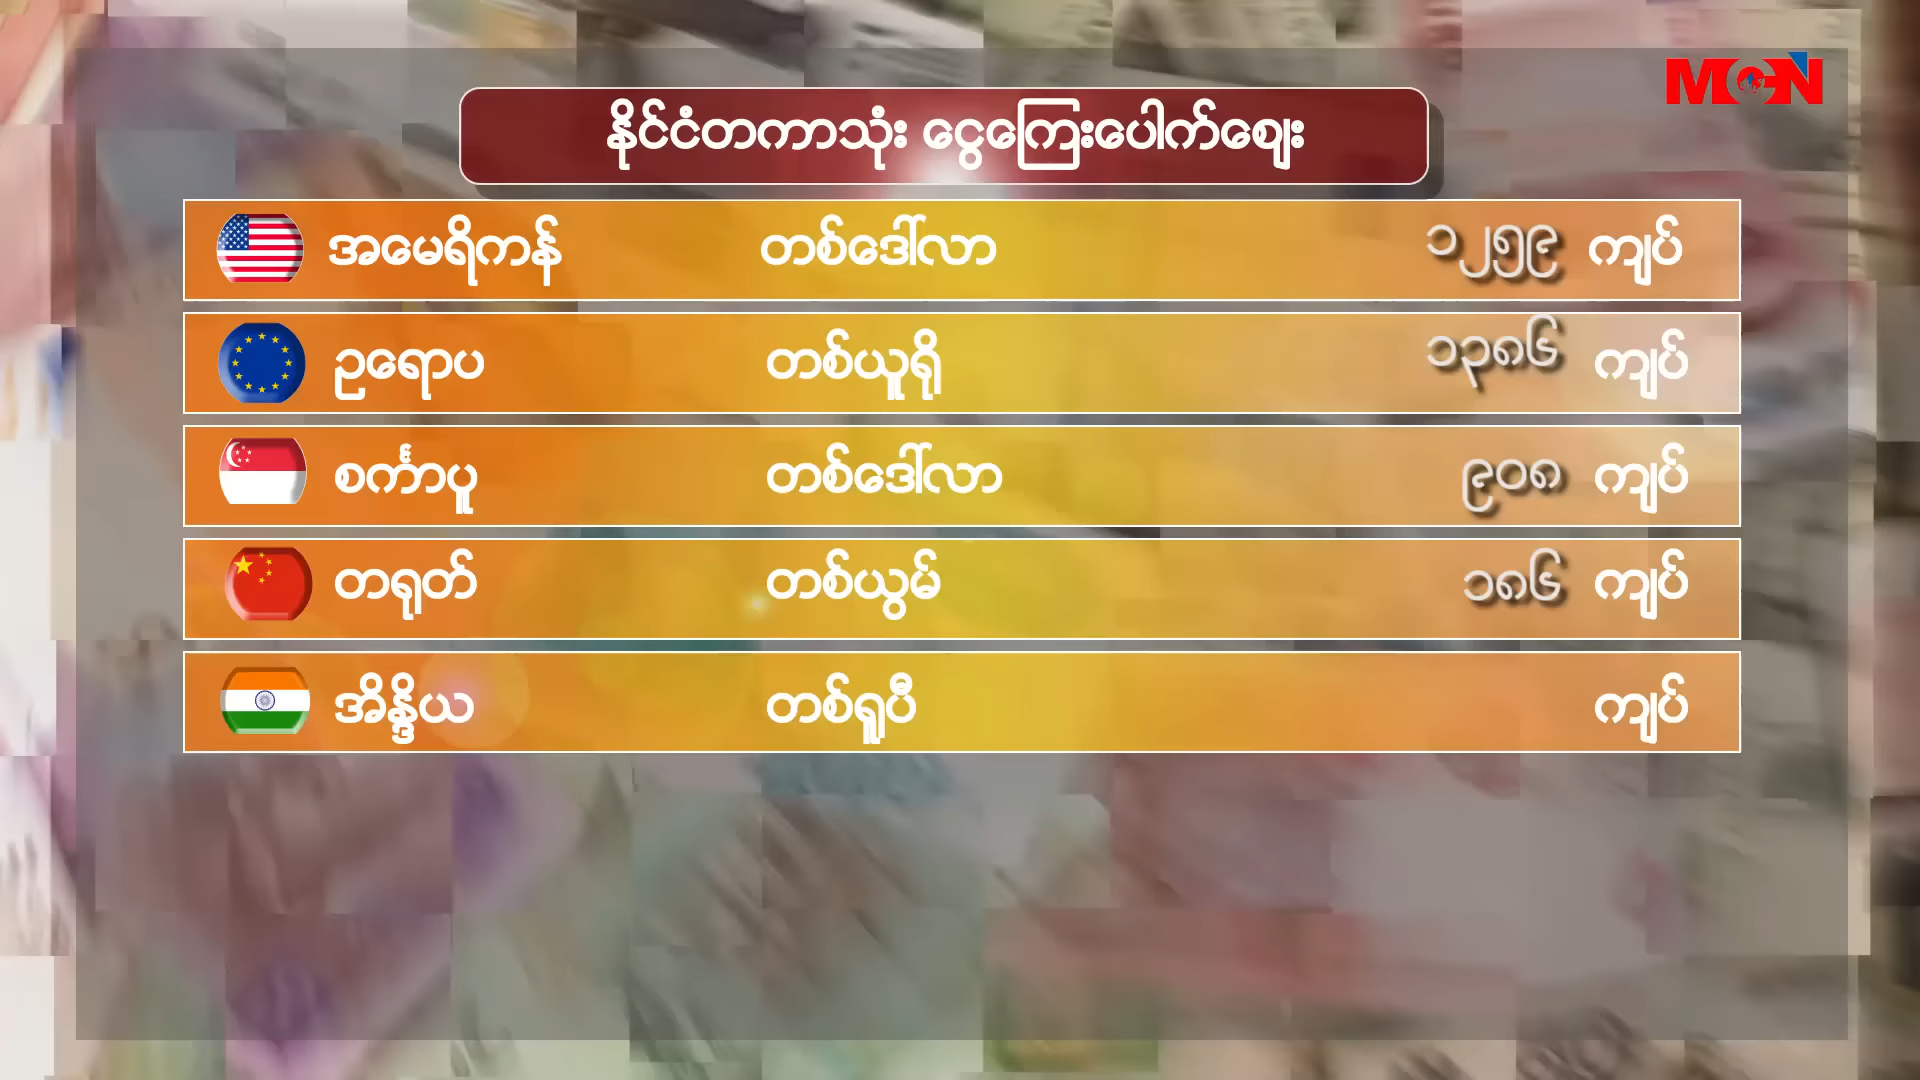 MCN
နိုင်ငံတကာသုံး ငွေကြေးပေါက်ဈေး
အမေရိကန် တစ်ဒေါ်လာ ၁၂၅၉ ကျပ်
ဥရောပ တစ်ယူရို ၁၃၈၆ ကျပ်
စင်္ကာပူ တစ်ဒေါ်လာ ၉၀၈ ကျပ်
တရုတ် တစ်ယွမ် ၁၈၆ ကျပ်
အိန္ဒိယ တစ်ရူပီ ကျပ်